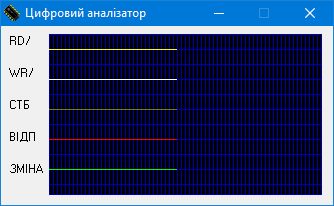 Цифровий аналізатор
RD/
WR/
СТБ
ВІДП
ЗМІНА